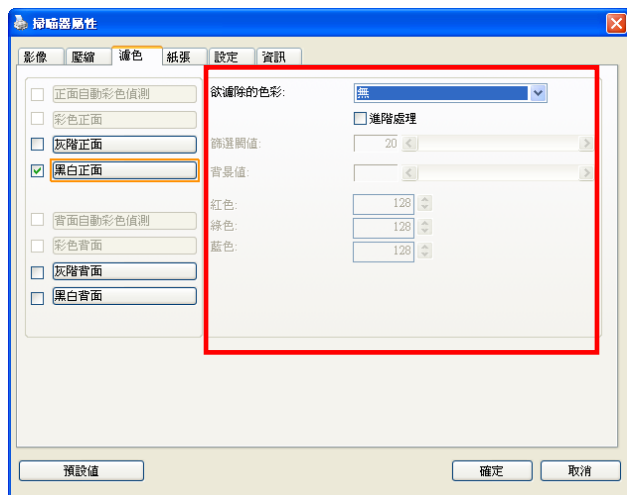 掃瞄器屬性
影像 壓縮 濾色 紙張 設定 資訊
正面自動彩色偵測
彩色正面
灰階正面
黑白正面
背面自動彩色偵測
彩色背面
灰階背面
黑白背面
欲濾除的色彩: 無
進階處理
篩選閥值: 20
背景值:
紅色: 128
綠色: 128
藍色: 128
預設值 確定 取消